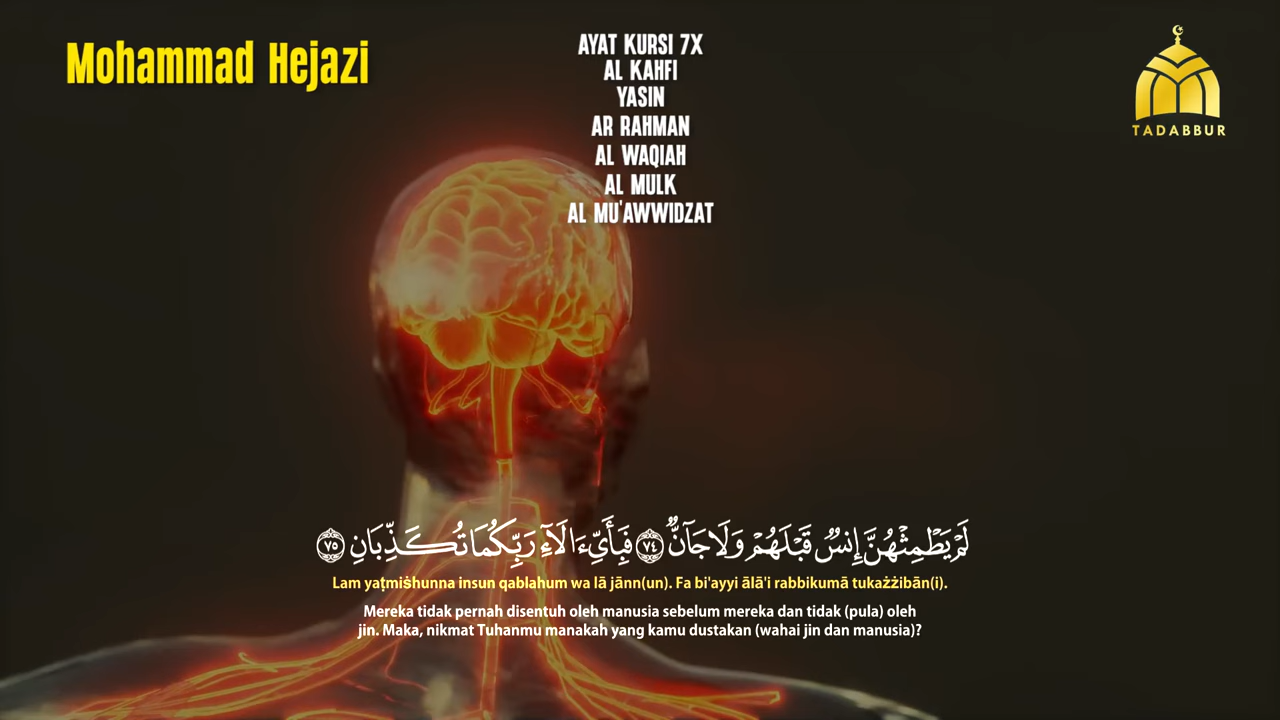 Mohammad Hejazi
AYAT KURSI 7X
AL KAHFI
YASIN
AR RAHMAN
AL WAQIAH
AL MULK
AL MU'AWWIDZAT
TADABBUR
لَمْ يَطْمِثْهُنَّ إِنسٌ قَبْلَهُمْ وَلَا جَآنٌّ ٧٤ فَبِأَىِّ ءَالَآءِ رَبِّكُمَا تُكَذِّبَانِ ٧٥
Lam yaṭmiṡhunna insun qablahum wa lā jānn(un). Fa bi'ayyi ālā'i rabbikumā tukażżibān(i).
Mereka tidak pernah disentuh oleh manusia sebelum mereka dan tidak (pula) oleh
jin. Maka, nikmat Tuhanmu manakah yang kamu dustakan (wahai jin dan manusia)?